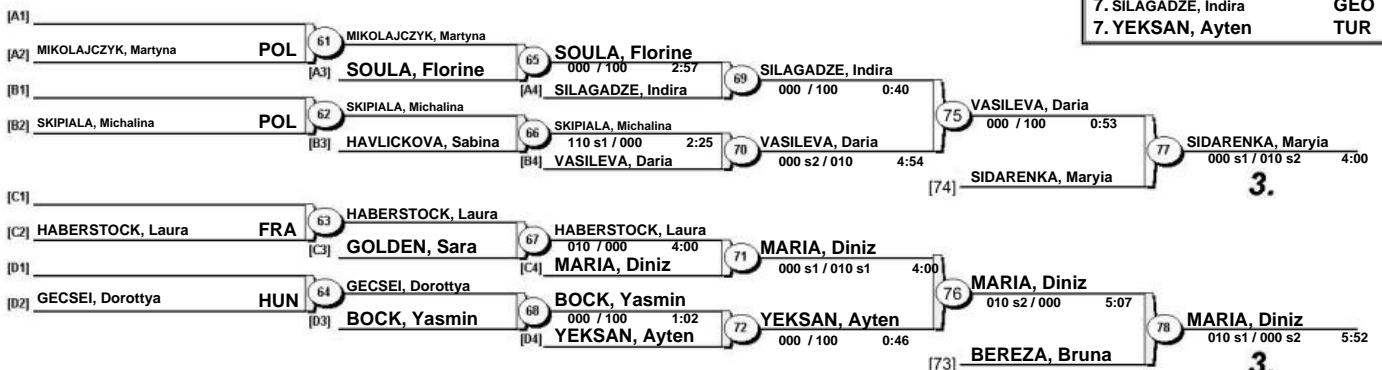 7. SILAGADZE, Indira GEO
7. YEKSAN, Ayten TUR
[A1]
[A2] MIKOLAJCZYK, Martyna POL
61
MIKOLAJCZYK, Martyna
[A3] SOULA, Florine
65
SOULA, Florine
000 / 100 2:57
[A4] SILAGADZE, Indira
69
SILAGADZE, Indira
000 / 100 0:40
[B1]
[B2] SKIPIALA, Michalina POL
62
SKIPIALA, Michalina
[B3] HAVLICKOVA, Sabina
66
SKIPIALA, Michalina
110 s1 / 000 2:25
[B4] VASILEVA, Daria
70
VASILEVA, Daria
000 s2 / 010 4:54
75
VASILEVA, Daria
000 / 100 0:53
[74] SIDARENKA, Maryia
77
SIDARENKA, Maryia
000 s1 / 010 s2 4:00
3.
[C1]
[C2] HABERSTOCK, Laura FRA
63
HABERSTOCK, Laura
[C3] GOLDEN, Sara
67
HABERSTOCK, Laura
010 / 000 4:00
[C4] MARIA, Diniz
71
MARIA, Diniz
000 s1 / 010 s1 4:00
[D1]
[D2] GECSEI, Dorottya HUN
64
GECSEI, Dorottya
[D3] BOCK, Yasmin
68
BOCK, Yasmin
000 / 100 1:02
[D4] YEKSAN, Ayten
72
YEKSAN, Ayten
000 / 100 0:46
76
MARIA, Diniz
010 s2 / 000 5:07
[73] BEREZA, Bruna
78
MARIA, Diniz
010 s1 / 000 s2 5:52
3.